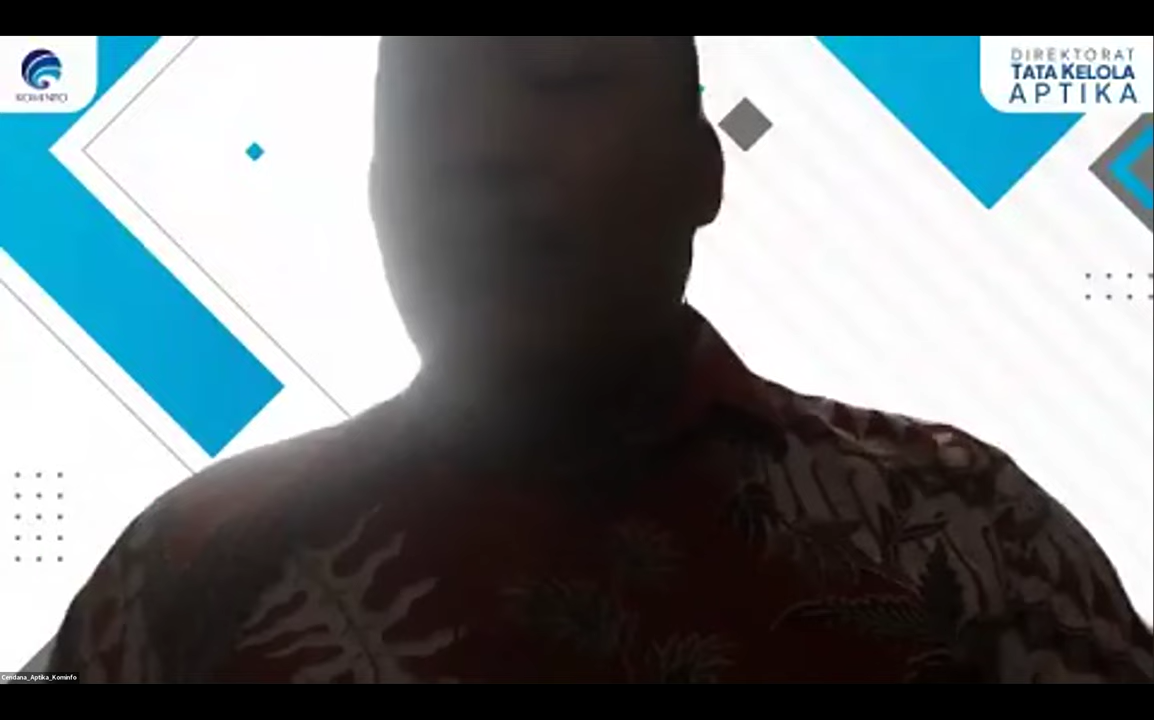 KOMINFO
DIREKTORAT
TATA KELOLA
APTIKA
Cendana_Aptika_Kominfo